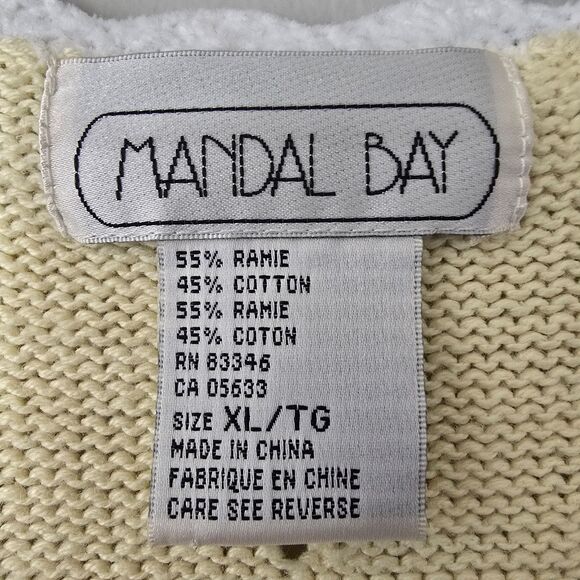 MANDAL BAY
55% RAMIE
45% COTTON
55% RAMIE
45% COTON
RN 83346
CA 05633
SIZE XL/TG
MADE IN CHINA
FABRIQUE EN CHINE
CARE SEE REVERSE